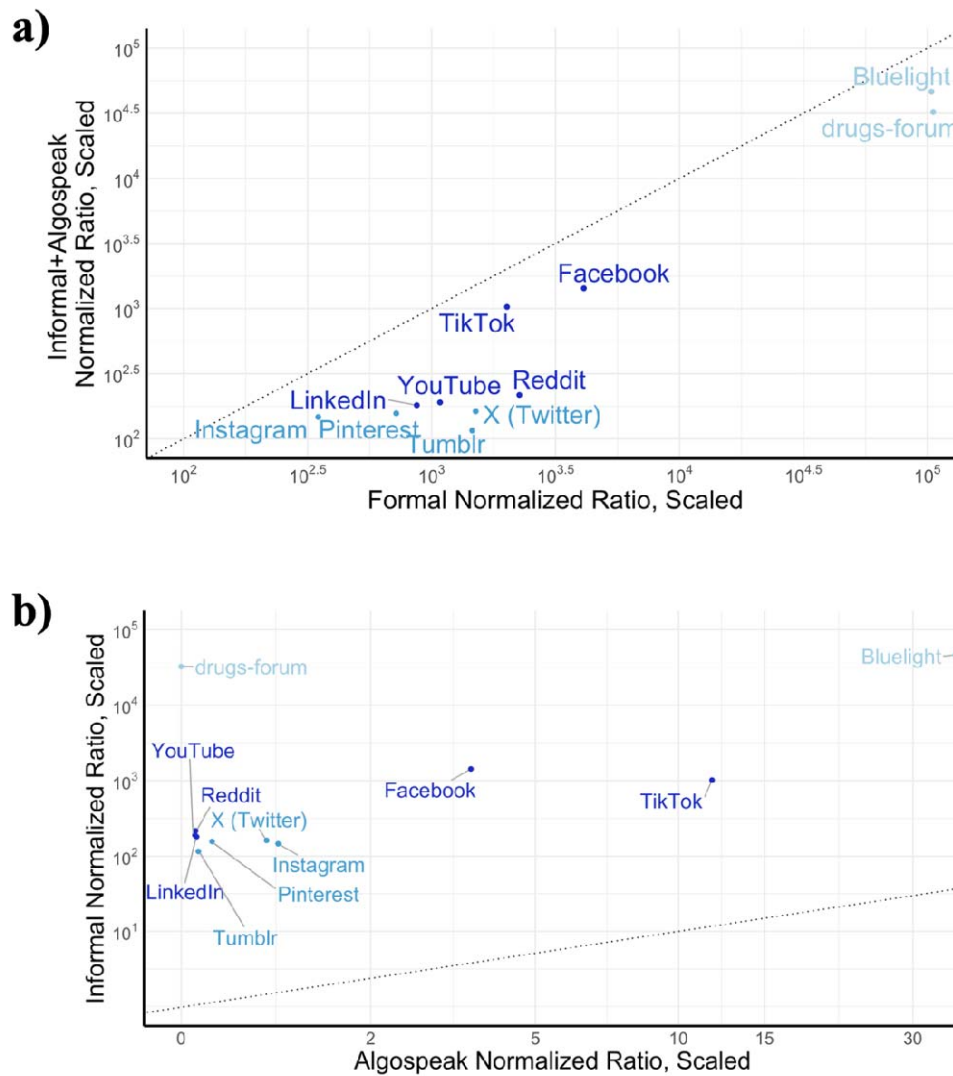 a)
Informal+Algospeak
Normalized Ratio, Scaled
10^5
10^4.5
10^4
10^3.5
10^3
10^2.5
10^2
Bluelight
drugs-forum
Facebook
TikTok
YouTube
Reddit
LinkedIn
X (Twitter)
Instagram
Pinterest
Tumblr
10^2
10^2.5
10^3
10^3.5
10^4
10^4.5
10^5
Formal Normalized Ratio, Scaled
b)
Informal Normalized Ratio, Scaled
10^5
10^4
10^3
10^2
10^1
drugs-forum
Bluelight
YouTube
Facebook
Reddit
TikTok
X (Twitter)
Instagram
LinkedIn
Pinterest
Tumblr
0
2
5
10
15
30
Algospeak Normalized Ratio, Scaled